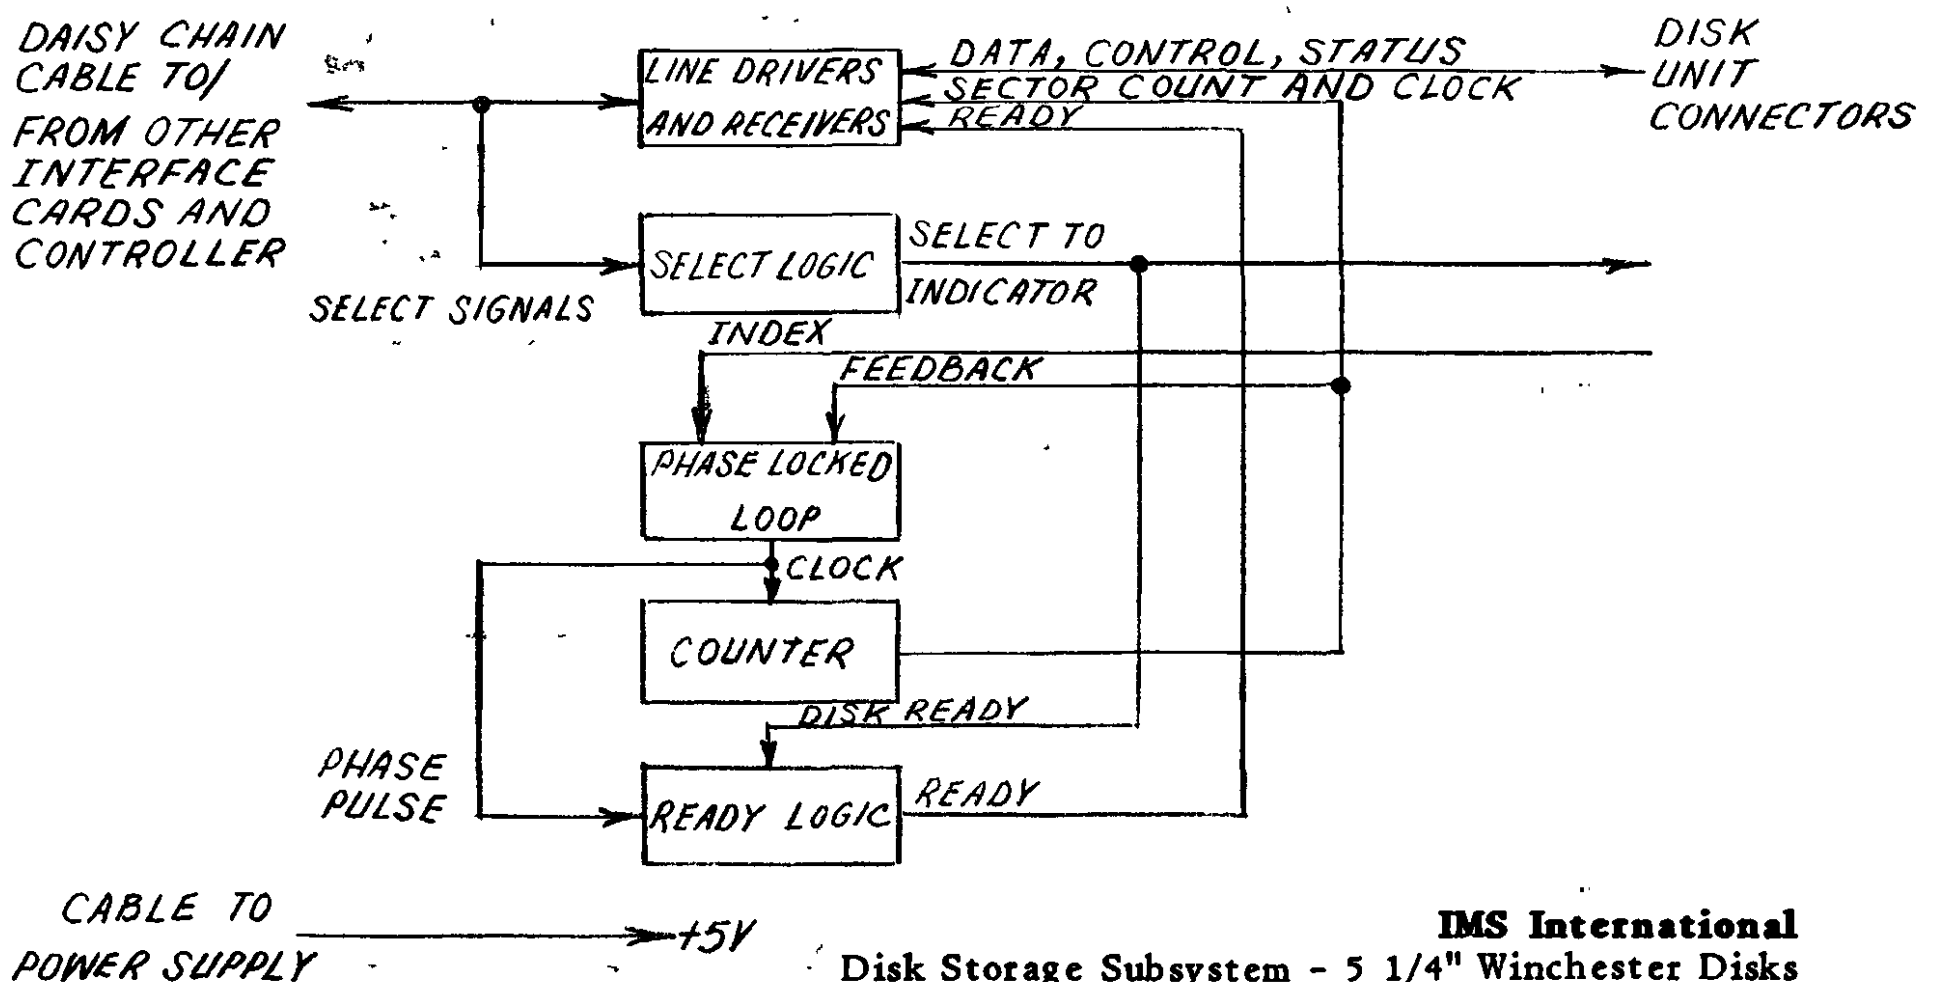 DAISY CHAIN
CABLE TO/
FROM OTHER
INTERFACE
CARDS AND
CONTROLLER
LINE DRIVERS
AND RECEIVERS
DATA, CONTROL, STATUS
SECTOR COUNT AND CLOCK
READY
DISK
UNIT
CONNECTORS
SELECT SIGNALS
SELECT LOGIC
SELECT TO
INDICATOR
INDEX
FEEDBACK
PHASE LOCKED
LOOP
CLOCK
COUNTER
DISK READY
PHASE
PULSE
READY LOGIC
READY
CABLE TO
POWER SUPPLY
+5V
IMS International
Disk Storage Subsystem - 5 1/4" Winchester Disks